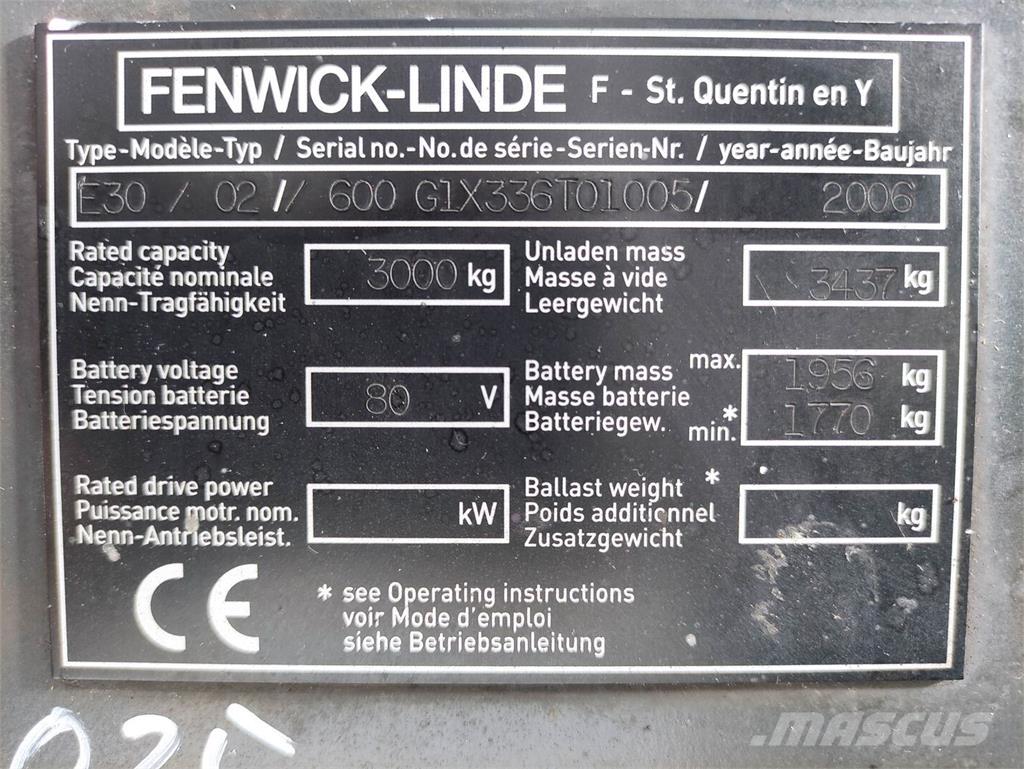 FENWICK-LINDE F - St. Quentin en Y
Type-Modèle-Typ / Serial no.-No. de série-Serien-Nr. / year-année-Baujahr
E30 / 02 // 600 G1X336T01005/ 2006
Rated capacity
Capacité nominale
Nenn-Tragfähigkeit
3000 kg
Unladen mass
Masse à vide
Leergewicht
3437 kg
Battery voltage
Tension batterie
Batteriespannung
80 V
Battery mass max.
Masse batterie
Batteriegew. min. *
1956 kg
1770 kg
Rated drive power
Puissance motr. nom.
Nenn-Antriebsleist.
kW
Ballast weight *
Poids additionnel
Zusatzgewicht
kg
CE
* see Operating instructions
voir Mode d'emploi
siehe Betriebsanleitung
MASCUS